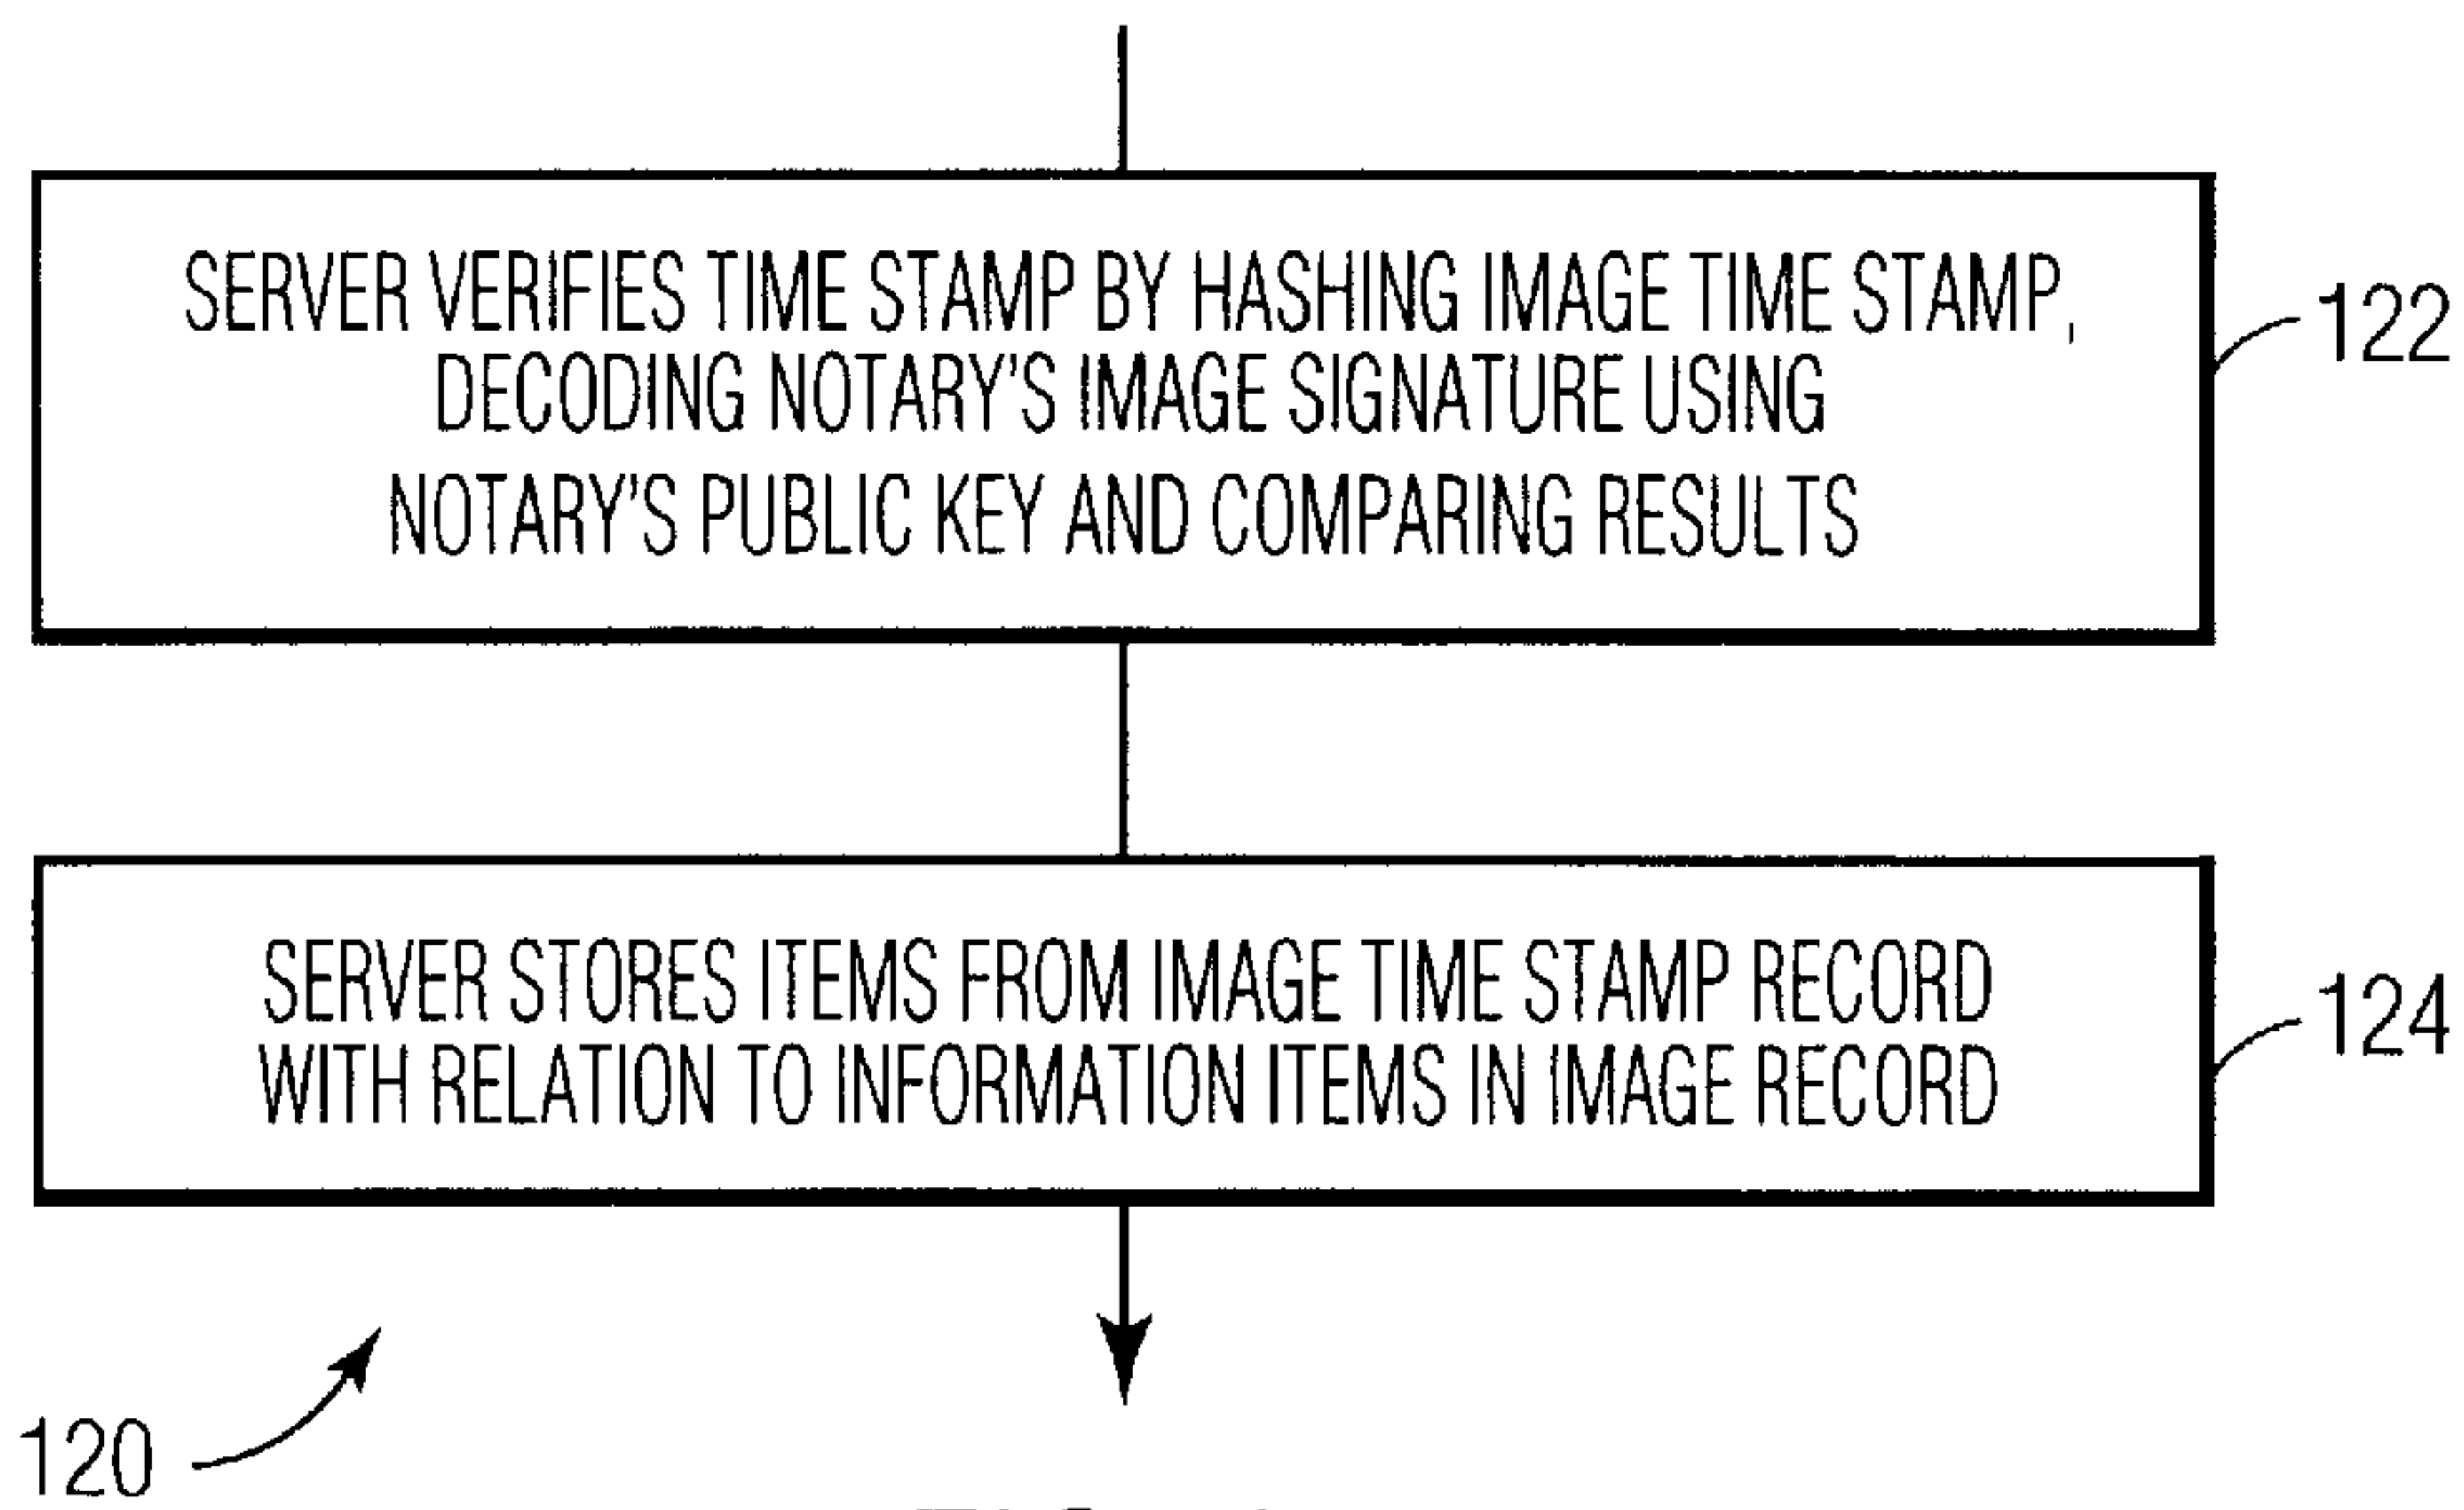 SERVER VERIFIES TIME STAMP BY HASHING IMAGE TIME STAMP,
DECODING NOTARY'S IMAGE SIGNATURE USING
NOTARY'S PUBLIC KEY AND COMPARING RESULTS
122
SERVER STORES ITEMS FROM IMAGE TIME STAMP RECORD
WITH RELATION TO INFORMATION ITEMS IN IMAGE RECORD
124
120